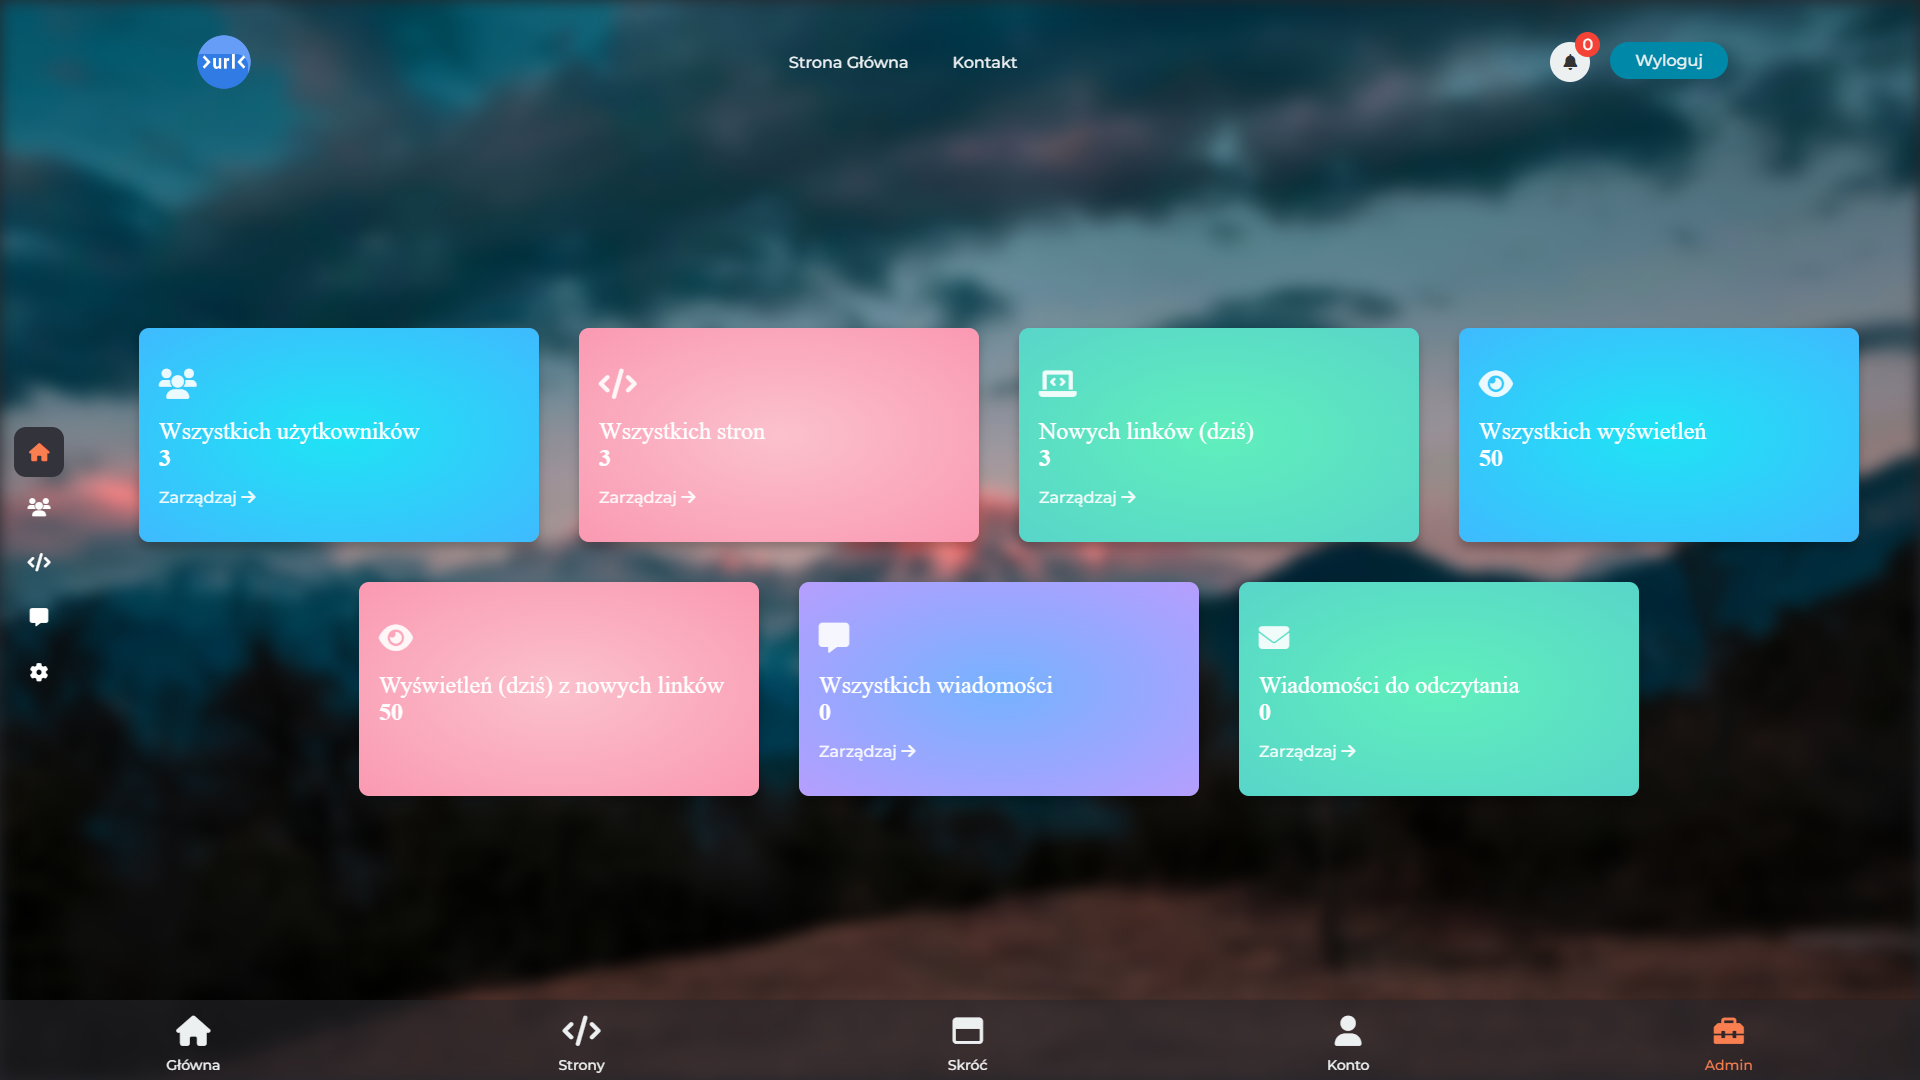 >url<
Strona Główna
Kontakt
0
Wyloguj
Wszystkich użytkowników
3
Zarządzaj
Wszystkich stron
3
Zarządzaj
Nowych linków (dziś)
3
Zarządzaj
Wszystkich wyświetleń
50
Wyświetleń (dziś) z nowych linków
50
Wszystkich wiadomości
0
Zarządzaj
Wiadomości do odczytania
0
Zarządzaj
Główna
Strony
Skróć
Konto
Admin